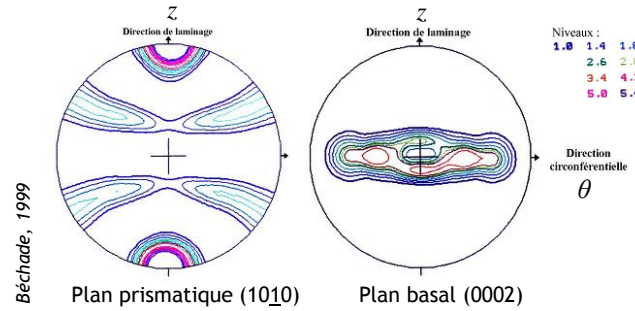 z
Direction de laminage
z
Direction de laminage
Niveaux :
1.0 1.4
2.6
3.4
5.0
Direction
circonférentielle
θ
Béchade, 1999
Plan prismatique (1010)
Plan basal (0002)